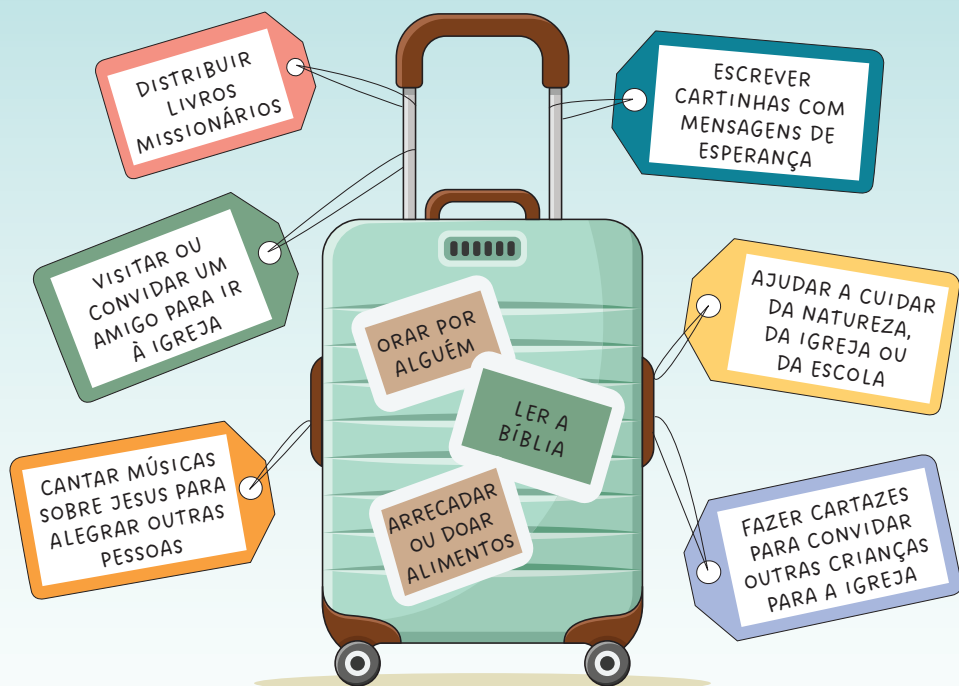 DISTRIBUIR
LIVROS
MISSIONÁRIOS
ESCREVER
CARTINHAS COM
MENSAGENS DE
ESPERANÇA
VISITAR OU
CONVIDAR UM
AMIGO PARA IR
À IGREJA
AJUDAR A CUIDAR
DA NATUREZA,
DA IGREJA OU
DA ESCOLA
ORAR POR
ALGUÉM
LER A
BÍBLIA
ARRECADAR
OU DOAR
ALIMENTOS
CANTAR MÚSICAS
SOBRE JESUS PARA
ALEGRAR OUTRAS
PESSOAS
FAZER CARTAZES
PARA CONVIDAR
OUTRAS CRIANÇAS
PARA A IGREJA